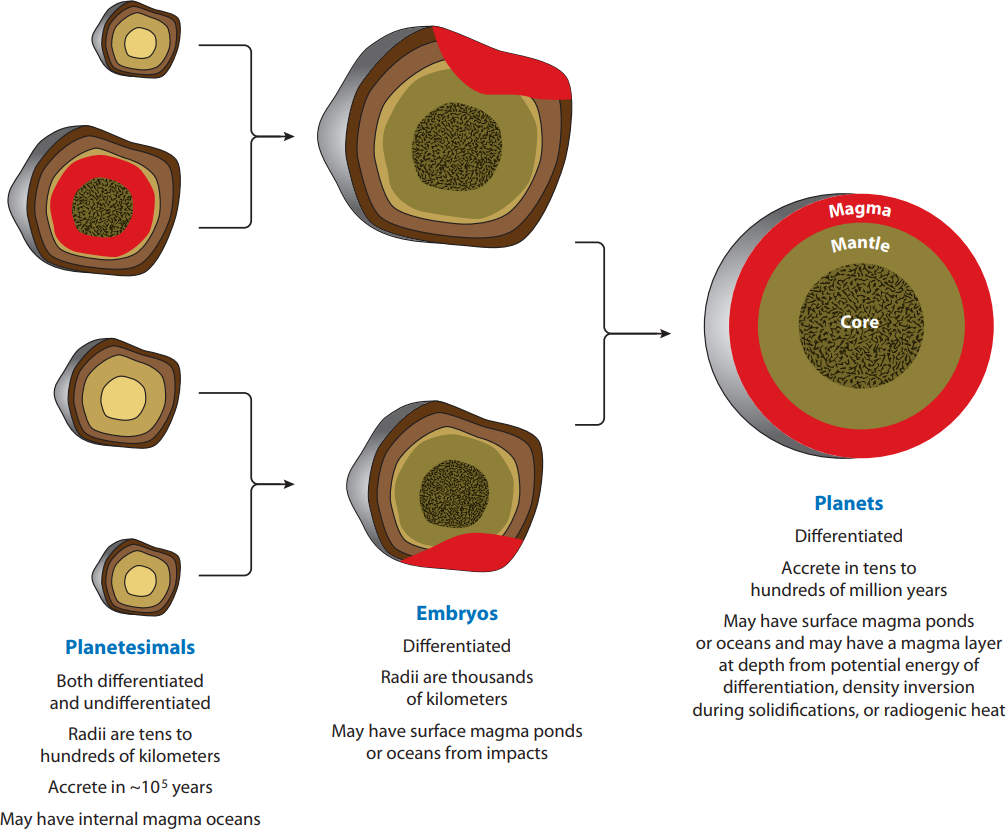 Magma
Mantle
Core
Planetesimals
Both differentiated
and undifferentiated
Radii are tens to
hundreds of kilometers
Accrete in ~10⁵ years
May have internal magma oceans
Embryos
Differentiated
Radii are thousands
of kilometers
May have surface magma ponds
or oceans from impacts
Planets
Differentiated
Accrete in tens to
hundreds of million years
May have surface magma ponds
or oceans and may have a magma layer
at depth from potential energy of
differentiation, density inversion
during solidifications, or radiogenic heat